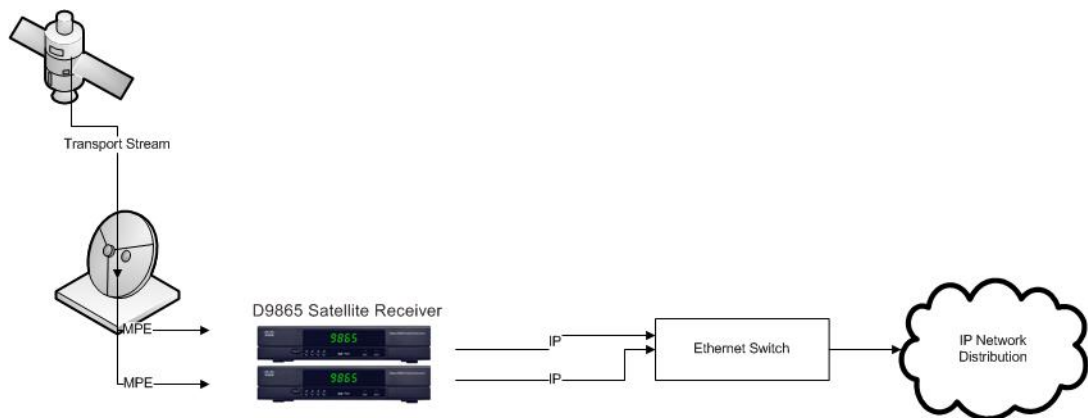 Transport Stream
D9865 Satellite Receiver
MPE
9865
IP
Ethernet Switch
IP Network
Distribution
MPE
9865
IP